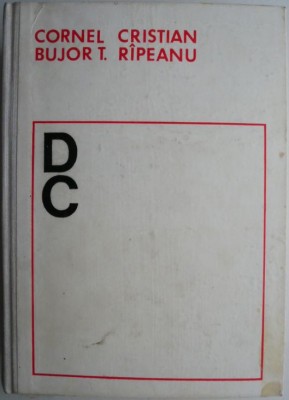 CORNEL CRISTIAN
BUJOR T. RÎPEANU
D
C